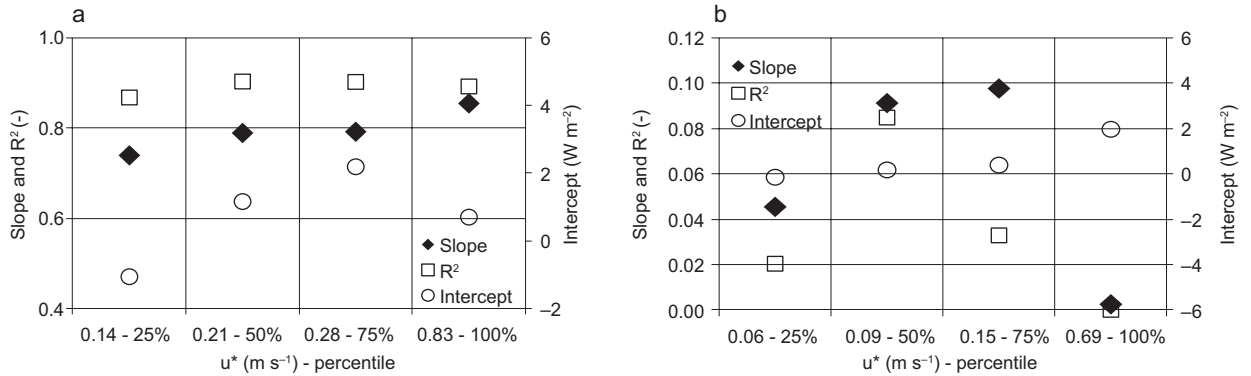 a
1.0
0.8
0.6
0.4
Slope and R² (-)
6
4
2
0
–2
Intercept (W m⁻²)
Slope
R²
Intercept
0.14 - 25%
0.21 - 50%
0.28 - 75%
0.83 - 100%
u* (m s⁻¹) - percentile
b
0.12
0.10
0.08
0.06
0.04
0.02
0.00
Slope and R² (-)
6
4
2
0
–2
–4
–6
Intercept (W m⁻²)
Slope
R²
Intercept
0.06 - 25%
0.09 - 50%
0.15 - 75%
0.69 - 100%
u* (m s⁻¹) - percentile